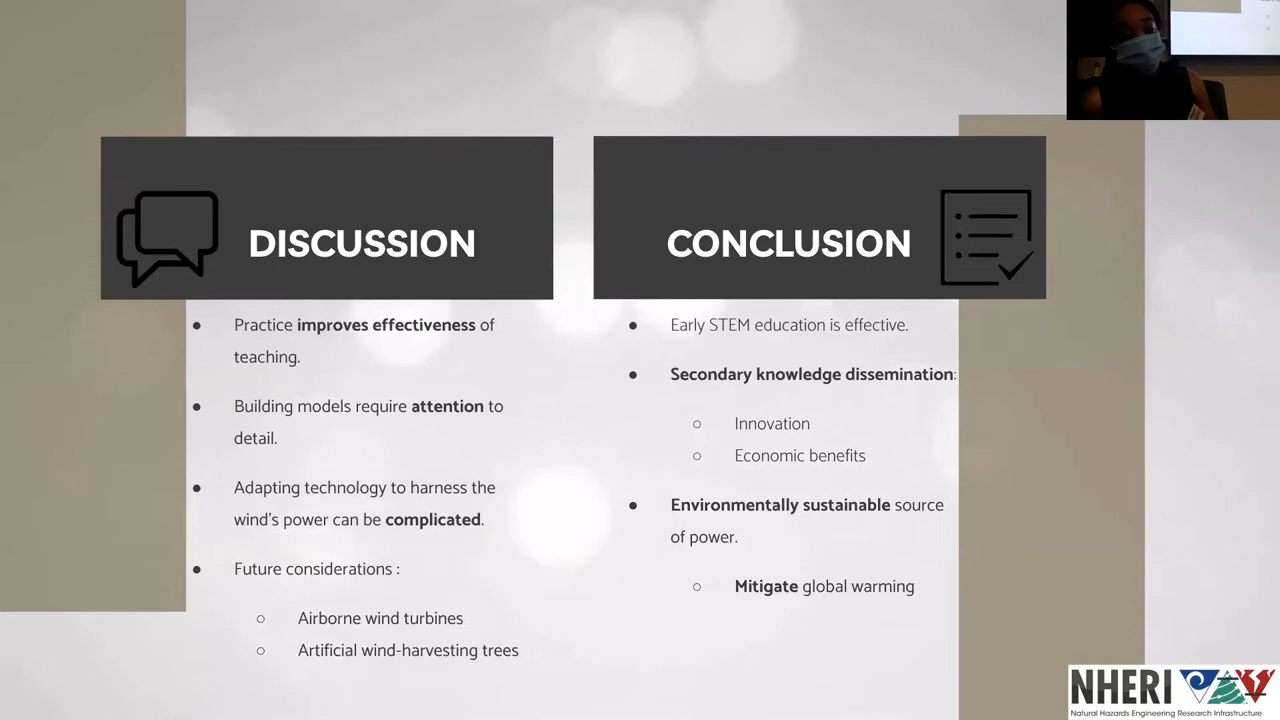 DISCUSSION
Practice improves effectiveness of
teaching.
Building models require attention to
detail.
Adapting technology to harness the
wind's power can be complicated.
Future considerations :
Airborne wind turbines
Artificial wind-harvesting trees
CONCLUSION
Early STEM education is effective.
Secondary knowledge dissemination:
Innovation
Economic benefits
Environmentally sustainable source
of power.
Mitigate global warming
NHERI
Natural Hazards Engineering Research Infrastructure